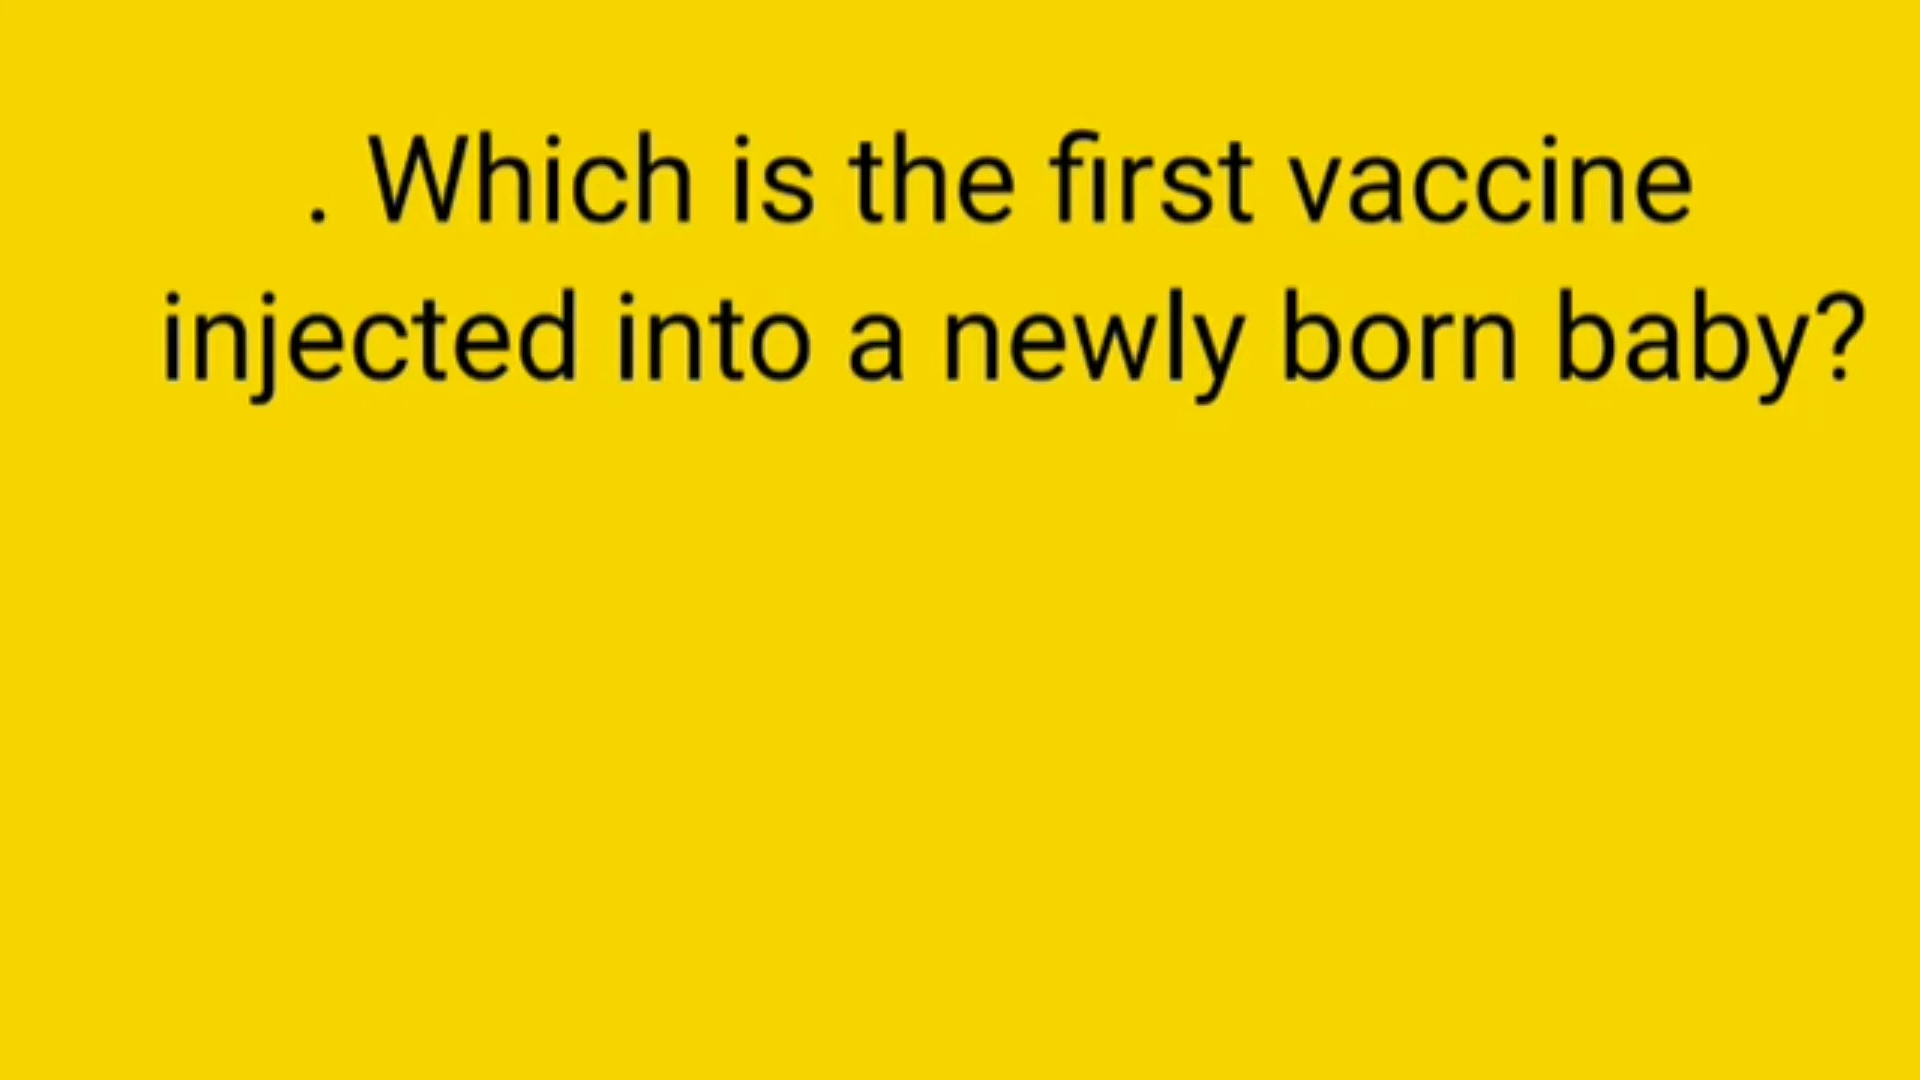 . Which is the first vaccine
injected into a newly born baby?